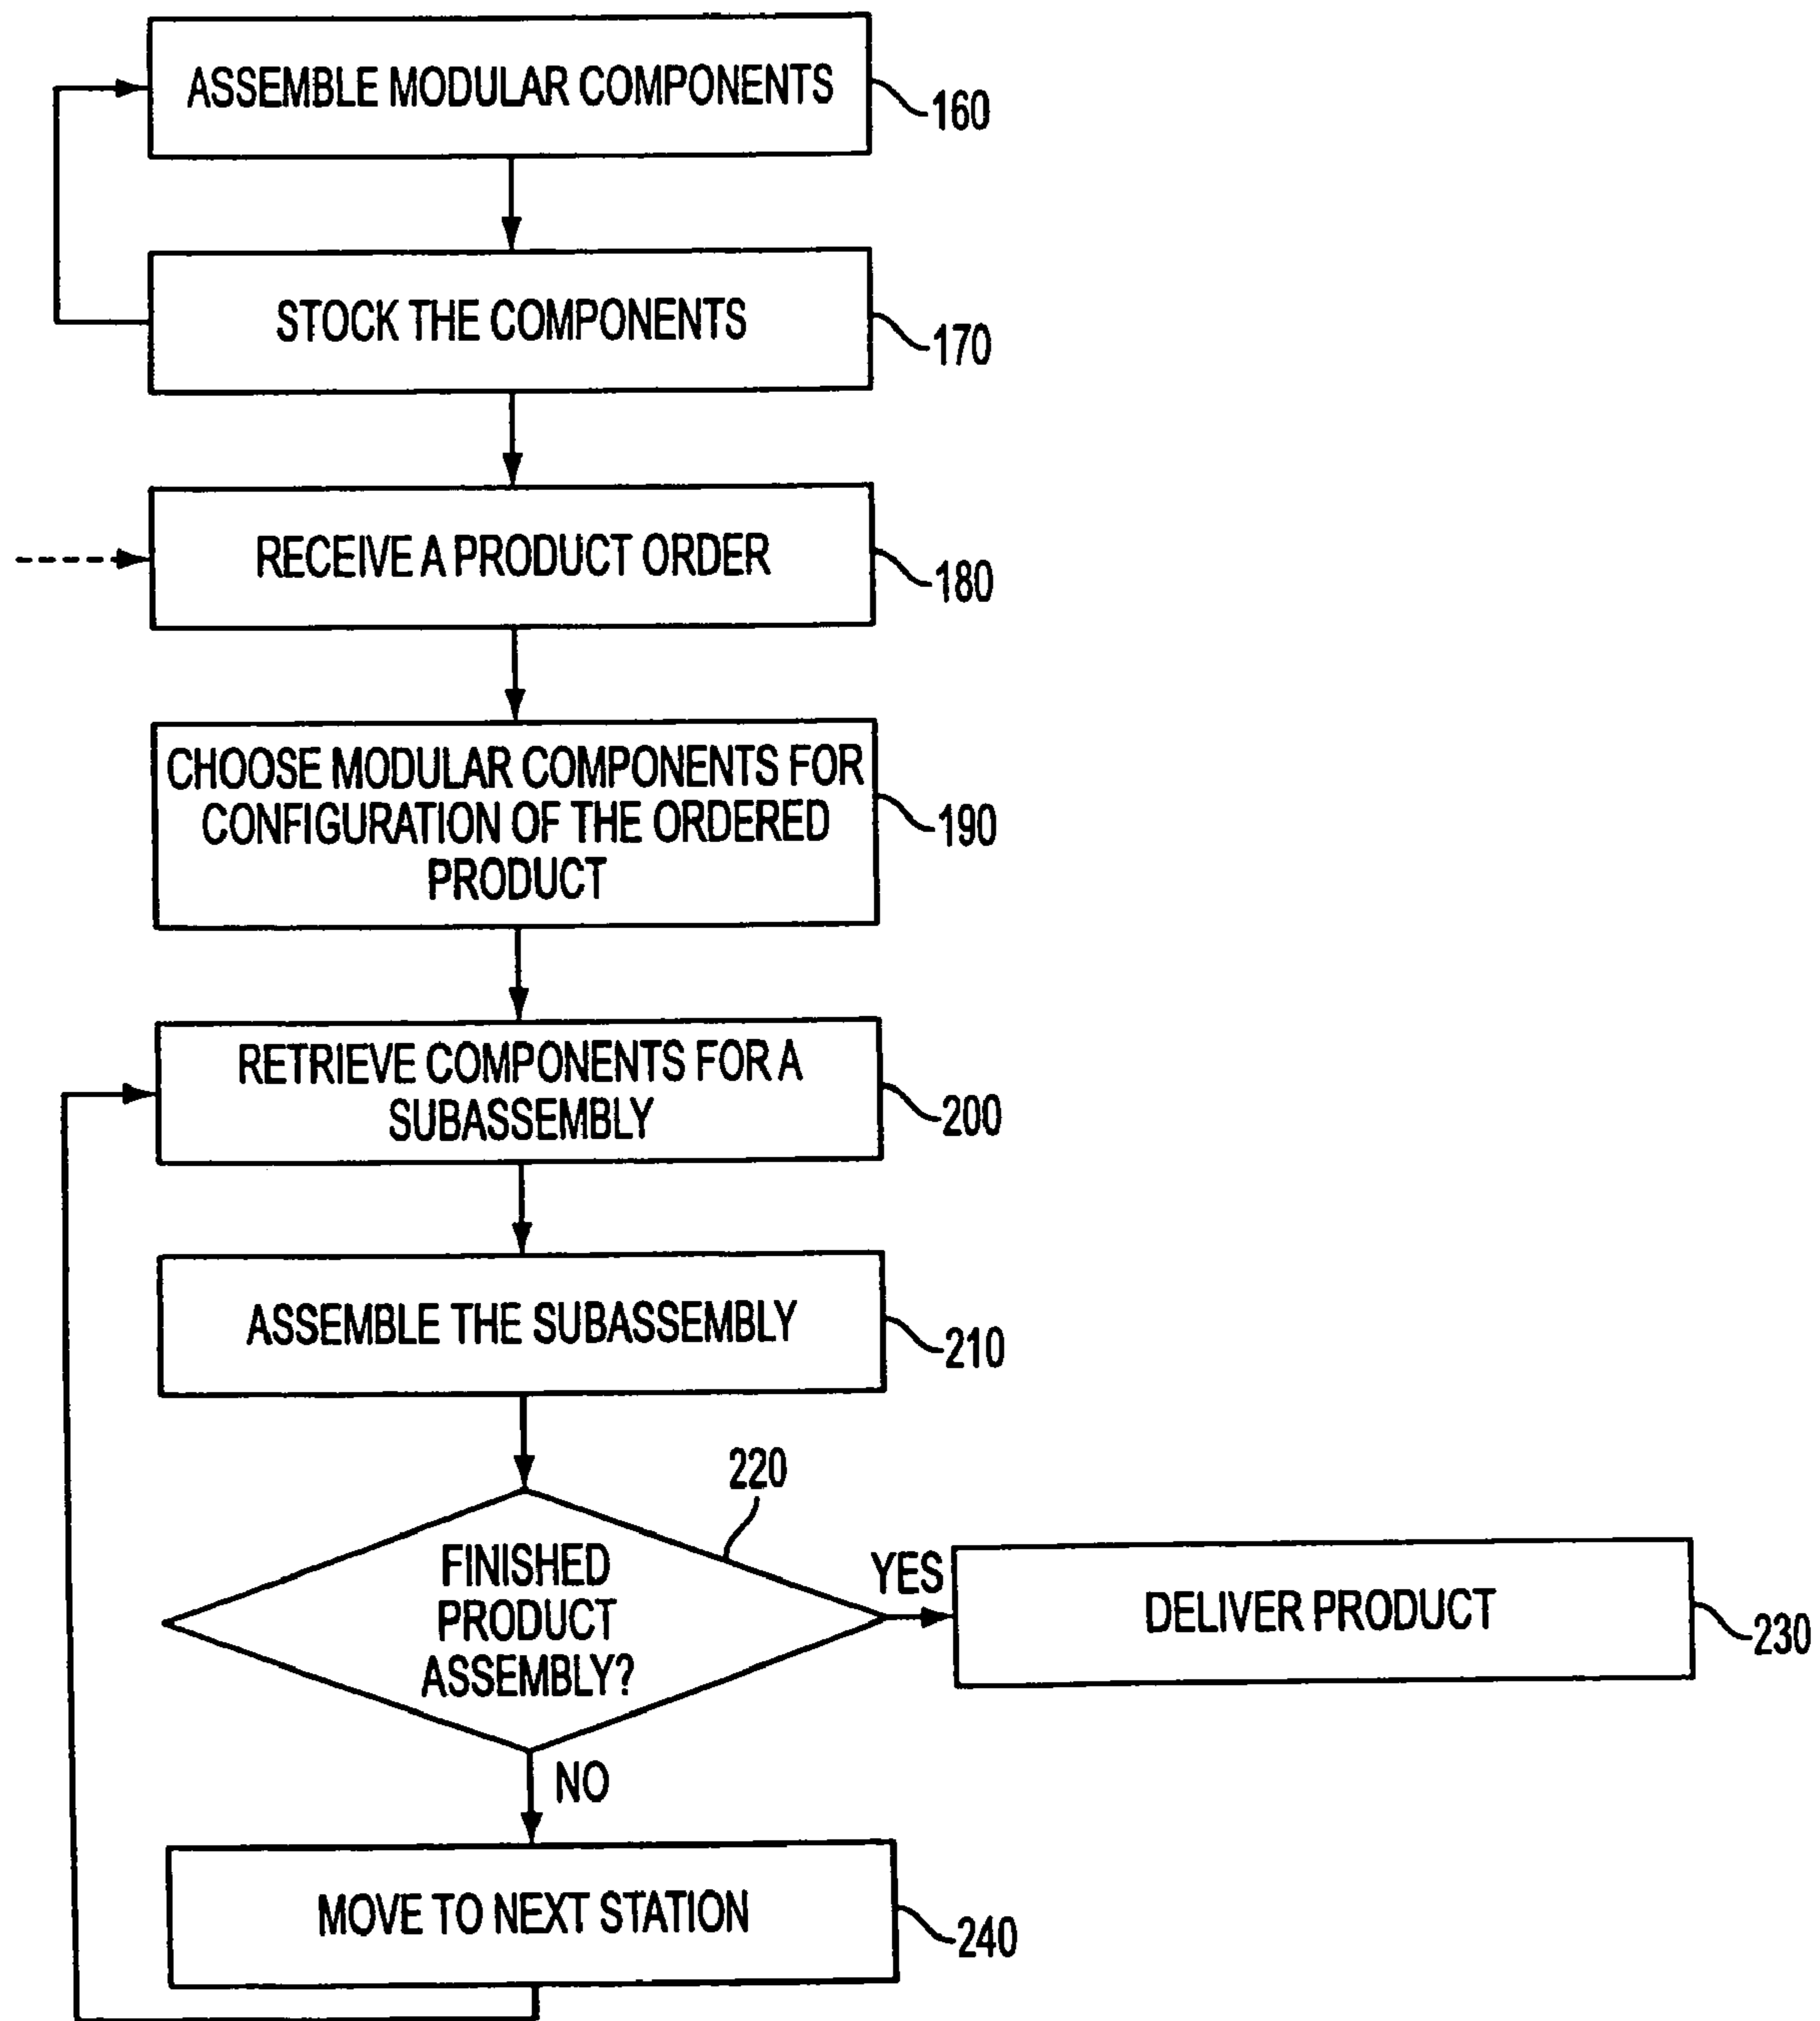 ASSEMBLE MODULAR COMPONENTS
160
STOCK THE COMPONENTS
170
RECEIVE A PRODUCT ORDER
180
CHOOSE MODULAR COMPONENTS FOR
CONFIGURATION OF THE ORDERED
PRODUCT
190
RETRIEVE COMPONENTS FOR A
SUBASSEMBLY
200
ASSEMBLE THE SUBASSEMBLY
210
220
FINISHED
PRODUCT
ASSEMBLY?
YES
DELIVER PRODUCT
230
NO
MOVE TO NEXT STATION
240